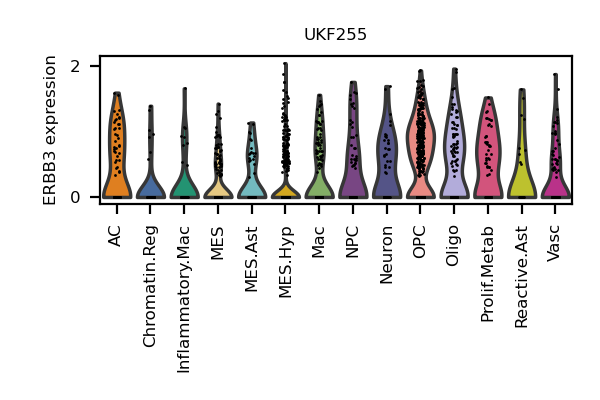 UKF255
ERBB3 expression
2
0
AC
Chromatin.Reg
Inflammatory.Mac
MES
MES.Ast
MES.Hyp
Mac
NPC
Neuron
OPC
Oligo
Prolif.Metab
Reactive.Ast
Vasc